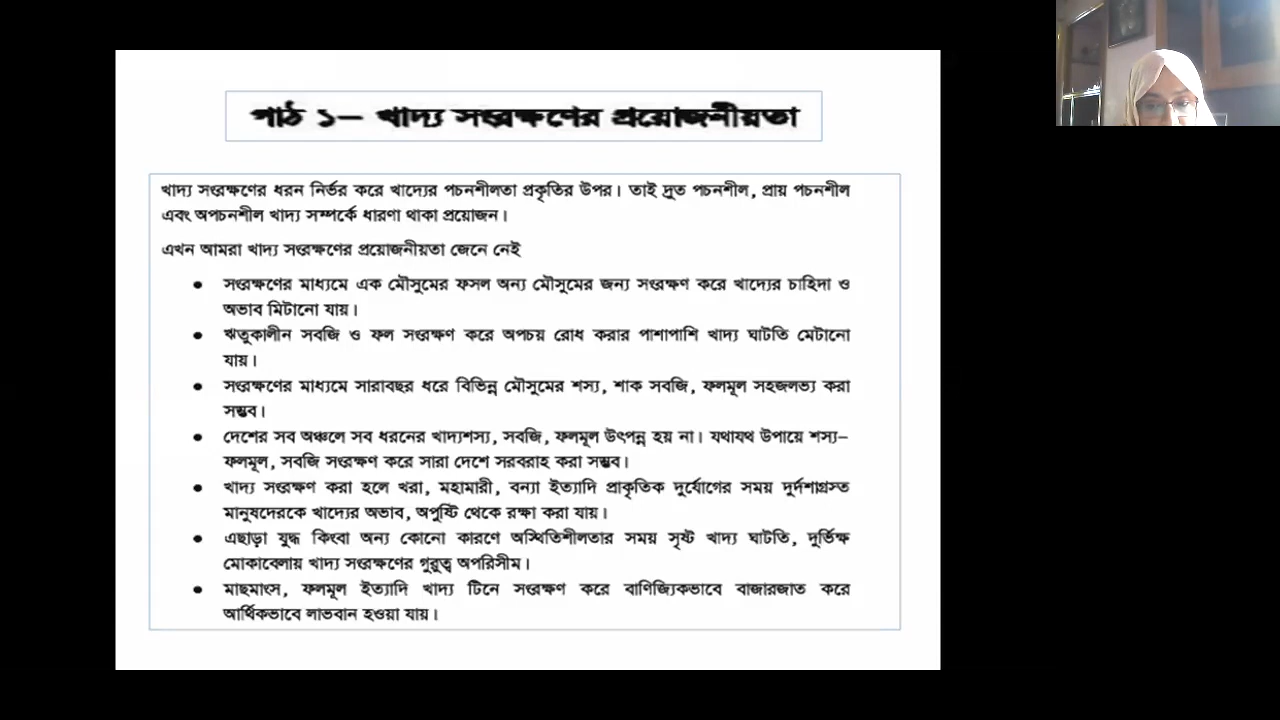 পাঠ ১– খাদ্য সংরক্ষণের প্রয়োজনীয়তা
খাদ্য সংরক্ষণের ধরন নির্ভর করে খাদ্যের পচনশীলতা প্রকৃতির উপর। তাই দ্রুত পচনশীল, প্রায় পচনশীল
এবং অপচনশীল খাদ্য সম্পর্কে ধারণা থাকা প্রয়োজন।
এখন আমরা খাদ্য সংরক্ষণের প্রয়োজনীয়তা জেনে নেই
• সংরক্ষণের মাধ্যমে এক মৌসুমের ফসল অন্য মৌসুমের জন্য সংরক্ষণ করে খাদ্যের চাহিদা ও
অভাব মিটানো যায়।
• ঋতুকালীন সবজি ও ফল সংরক্ষণ করে অপচয় রোধ করার পাশাপাশি খাদ্য ঘাটতি মেটানো
যায়।
• সংরক্ষণের মাধ্যমে সারাবছর ধরে বিভিন্ন মৌসুমের শস্য, শাক সবজি, ফলমূল সহজলভ্য করা
সম্ভব।
• দেশের সব অঞ্চলে সব ধরনের খাদ্যশস্য, সবজি, ফলমূল উৎপন্ন হয় না। যথাযথ উপায়ে শস্য–
ফলমূল, সবজি সংরক্ষণ করে সারা দেশে সরবরাহ করা সম্ভব।
• খাদ্য সংরক্ষণ করা হলে খরা, মহামারী, বন্যা ইত্যাদি প্রাকৃতিক দুর্যোগের সময় দুর্দশাগ্রস্ত
মানুষদেরকে খাদ্যের অভাব, অপুষ্টি থেকে রক্ষা করা যায়।
• এছাড়া যুদ্ধ কিংবা অন্য কোনো কারণে অস্থিতিশীলতার সময় সৃষ্ট খাদ্য ঘাটতি, দুর্ভিক্ষ
মোকাবেলায় খাদ্য সংরক্ষণের গুরুত্ব অপরিসীম।
• মাছমাংস, ফলমূল ইত্যাদি খাদ্য টিনে সংরক্ষণ করে বাণিজ্যিকভাবে বাজারজাত করে
আর্থিকভাবে লাভবান হওয়া যায়।